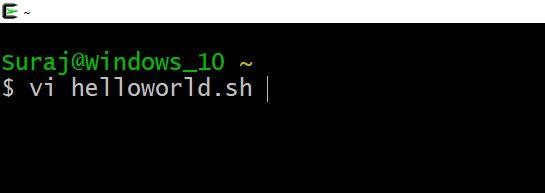 ~
Suraj@Windows_10 ~
$ vi helloworld.sh